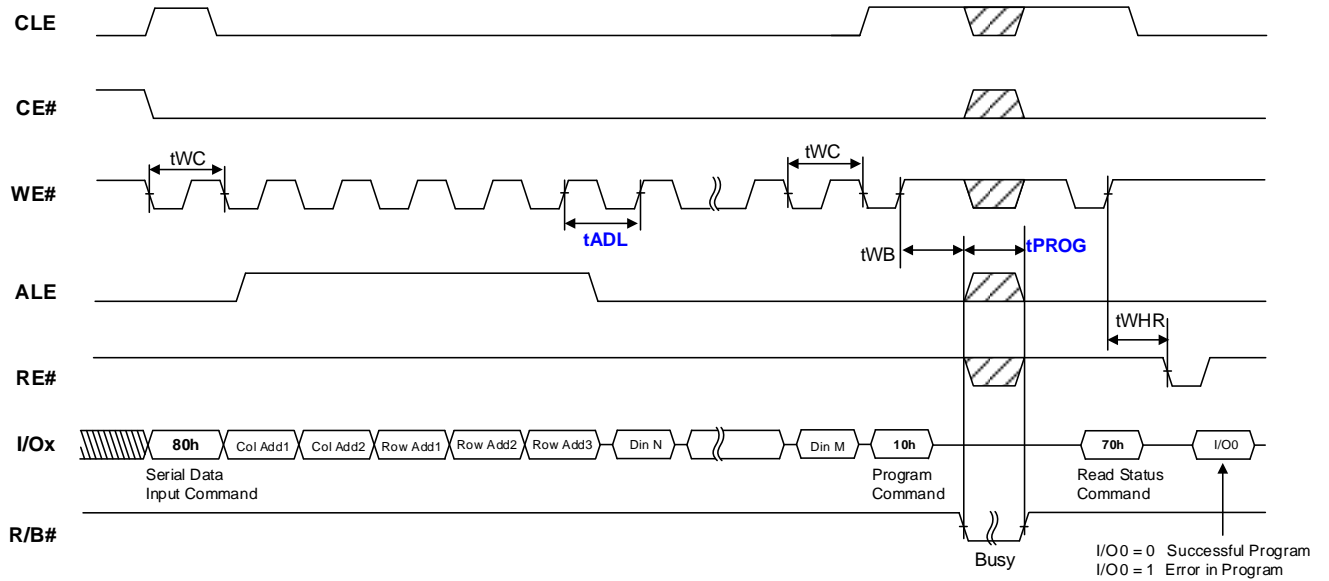 CLE
CE#
tWC
tWC
WE#
tADL
tWB
tPROG
ALE
tWHR
RE#
I/Ox
80h
Col Add1
Col Add2
Row Add1
Row Add2
Row Add3
Din N
Din M
10h
70h
I/O0
Serial Data
Input Command
Program
Command
Read Status
Command
R/B#
Busy
I/O0 = 0 Successful Program
I/O0 = 1 Error in Program